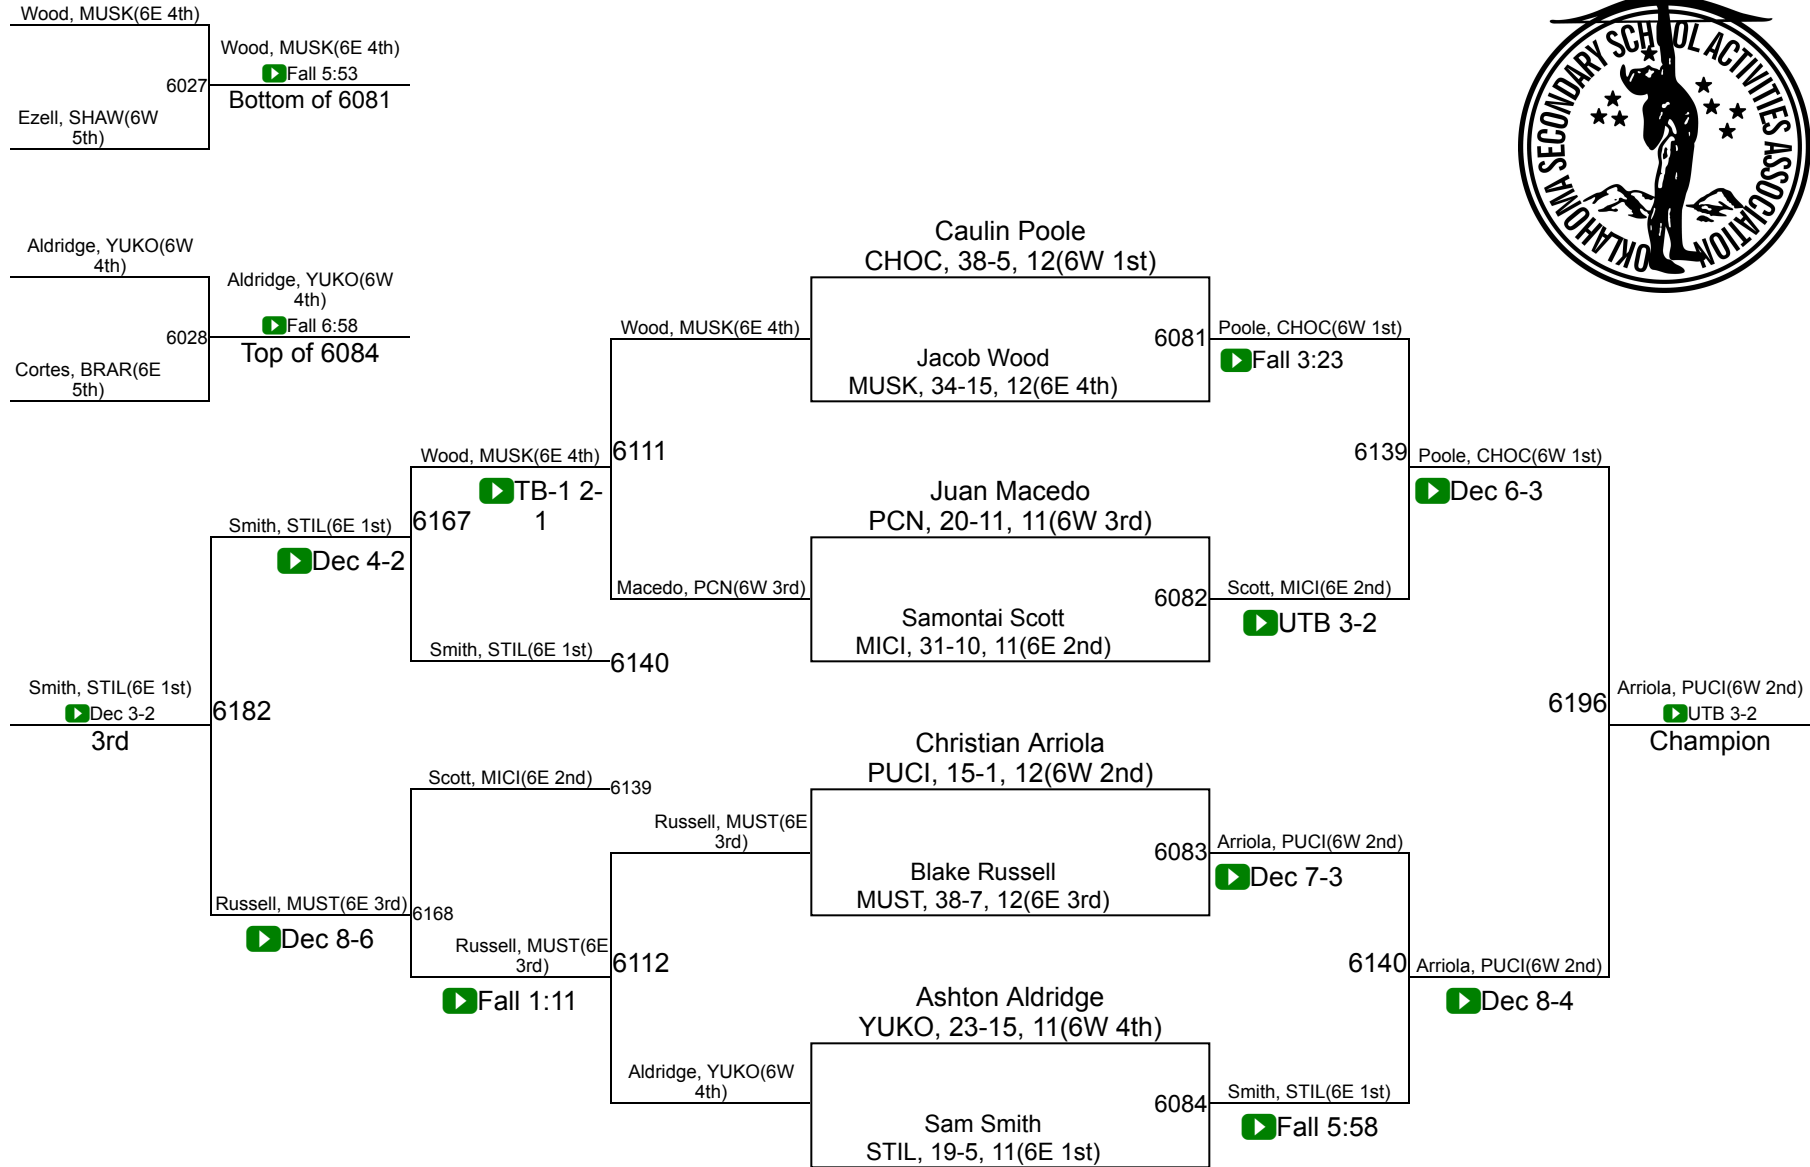 Wood, MUSK(6E 4th)
6027
Ezell, SHAW(6W
5th)
Wood, MUSK(6E 4th)
Fall 5:53
Bottom of 6081
Aldridge, YUKO(6W
4th)
6028
Cortes, BRAR(6E
5th)
Aldridge, YUKO(6W
4th)
Fall 6:58
Top of 6084
OKLAHOMA SECONDARY SCHOOL ACTIVITIES ASSOCIATION
Caulin Poole
CHOC, 38-5, 12(6W 1st)
6081
Jacob Wood
MUSK, 34-15, 12(6E 4th)
Juan Macedo
PCN, 20-11, 11(6W 3rd)
6082
Samontai Scott
MICI, 31-10, 11(6E 2nd)
Christian Arriola
PUCI, 15-1, 12(6W 2nd)
6083
Blake Russell
MUST, 38-7, 12(6E 3rd)
Ashton Aldridge
YUKO, 23-15, 11(6W 4th)
6084
Sam Smith
STIL, 19-5, 11(6E 1st)
Poole, CHOC(6W 1st)
Fall 3:23
6139
Scott, MICI(6E 2nd)
UTB 3-2
Arriola, PUCI(6W 2nd)
Dec 7-3
6140
Smith, STIL(6E 1st)
Fall 5:58
Poole, CHOC(6W 1st)
Dec 6-3
6196
Arriola, PUCI(6W 2nd)
Dec 8-4
Arriola, PUCI(6W 2nd)
UTB 3-2
Champion
Wood, MUSK(6E 4th)
6111
Macedo, PCN(6W 3rd)
Russell, MUST(6E
3rd)
6112
Aldridge, YUKO(6W
4th)
Wood, MUSK(6E 4th)
TB-1 2-
1
6167
Smith, STIL(6E 1st)
6140
Scott, MICI(6E 2nd)
6139
6168
Russell, MUST(6E
3rd)
Fall 1:11
Smith, STIL(6E 1st)
Dec 4-2
6182
Russell, MUST(6E 3rd)
Dec 8-6
Smith, STIL(6E 1st)
Dec 3-2
3rd